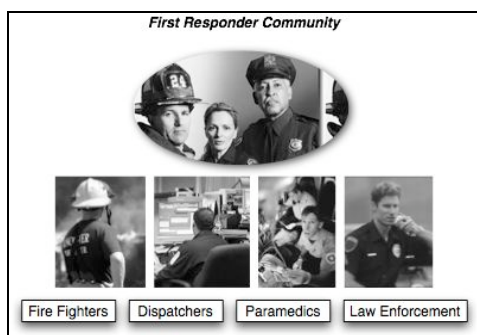 First Responder Community
24
Fire Fighters
Dispatchers
Paramedics
Law Enforcement